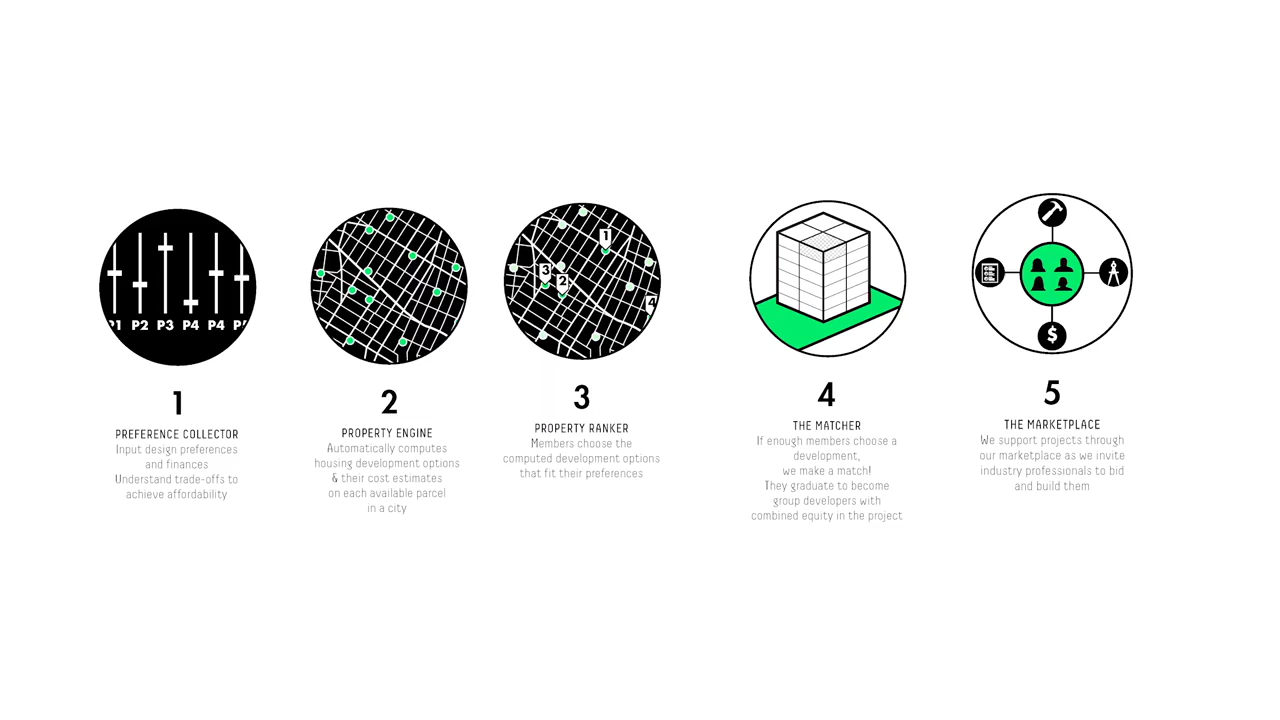 P1 P2 P3 P4 P4 P5
1
PREFERENCE COLLECTOR
Input design preferences
and finances
Understand trade-offs to
achieve affordability
2
PROPERTY ENGINE
Automatically computes
housing development options
& their cost estimates
on each available parcel
in a city
1
3
2
4
3
PROPERTY RANKER
Members choose the
computed development options
that fit their preferences
4
THE MATCHER
If enough members choose a
development,
we make a match!
They graduate to become
group developers with
combined equity in the project
$
5
THE MARKETPLACE
We support projects through
our marketplace as we invite
industry professionals to bid
and build them